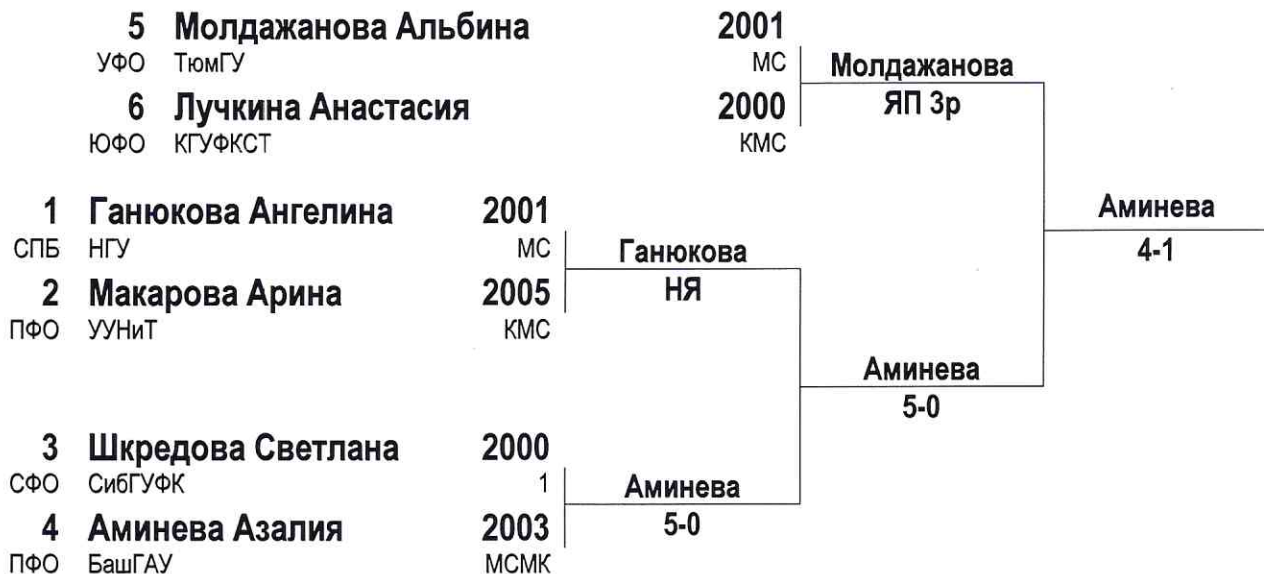 5 Молдажанова Альбина 2001
УФО ТюмГУ МС
Молдажанова
6 Лучкина Анастасия 2000
ЯП 3р
ЮФО КГУФКСТ КМС
1 Ганюкова Ангелина 2001
Аминева
СПБ НГУ МС
Ганюкова
4-1
2 Макарова Арина 2005
НЯ
ПФО УУНиТ КМС
Аминева
5-0
3 Шкредова Светлана 2000
СФО СибГУФК 1
Аминева
4 Аминева Азалия 2003
5-0
ПФО БашГАУ МСМК